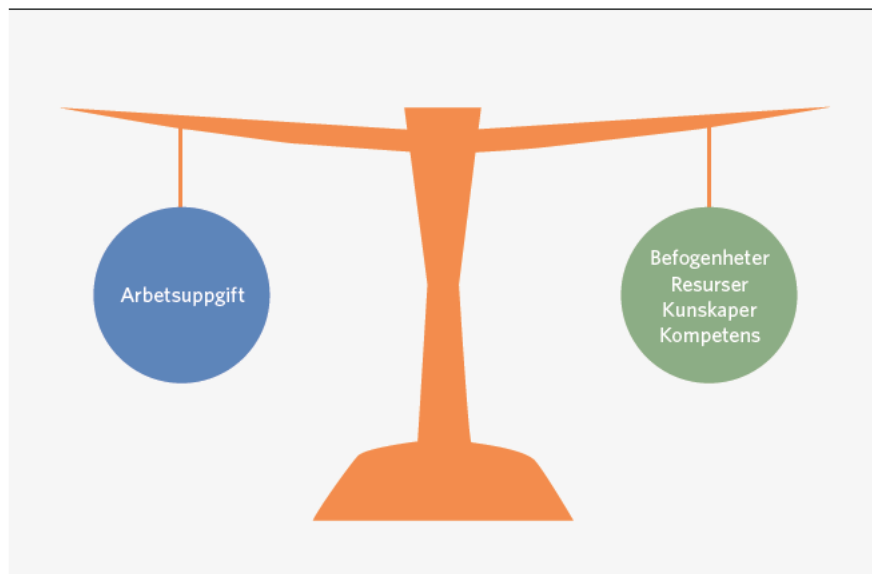 Arbetsuppgift
Befogenheter
Resurser
Kunskaper
Kompetens